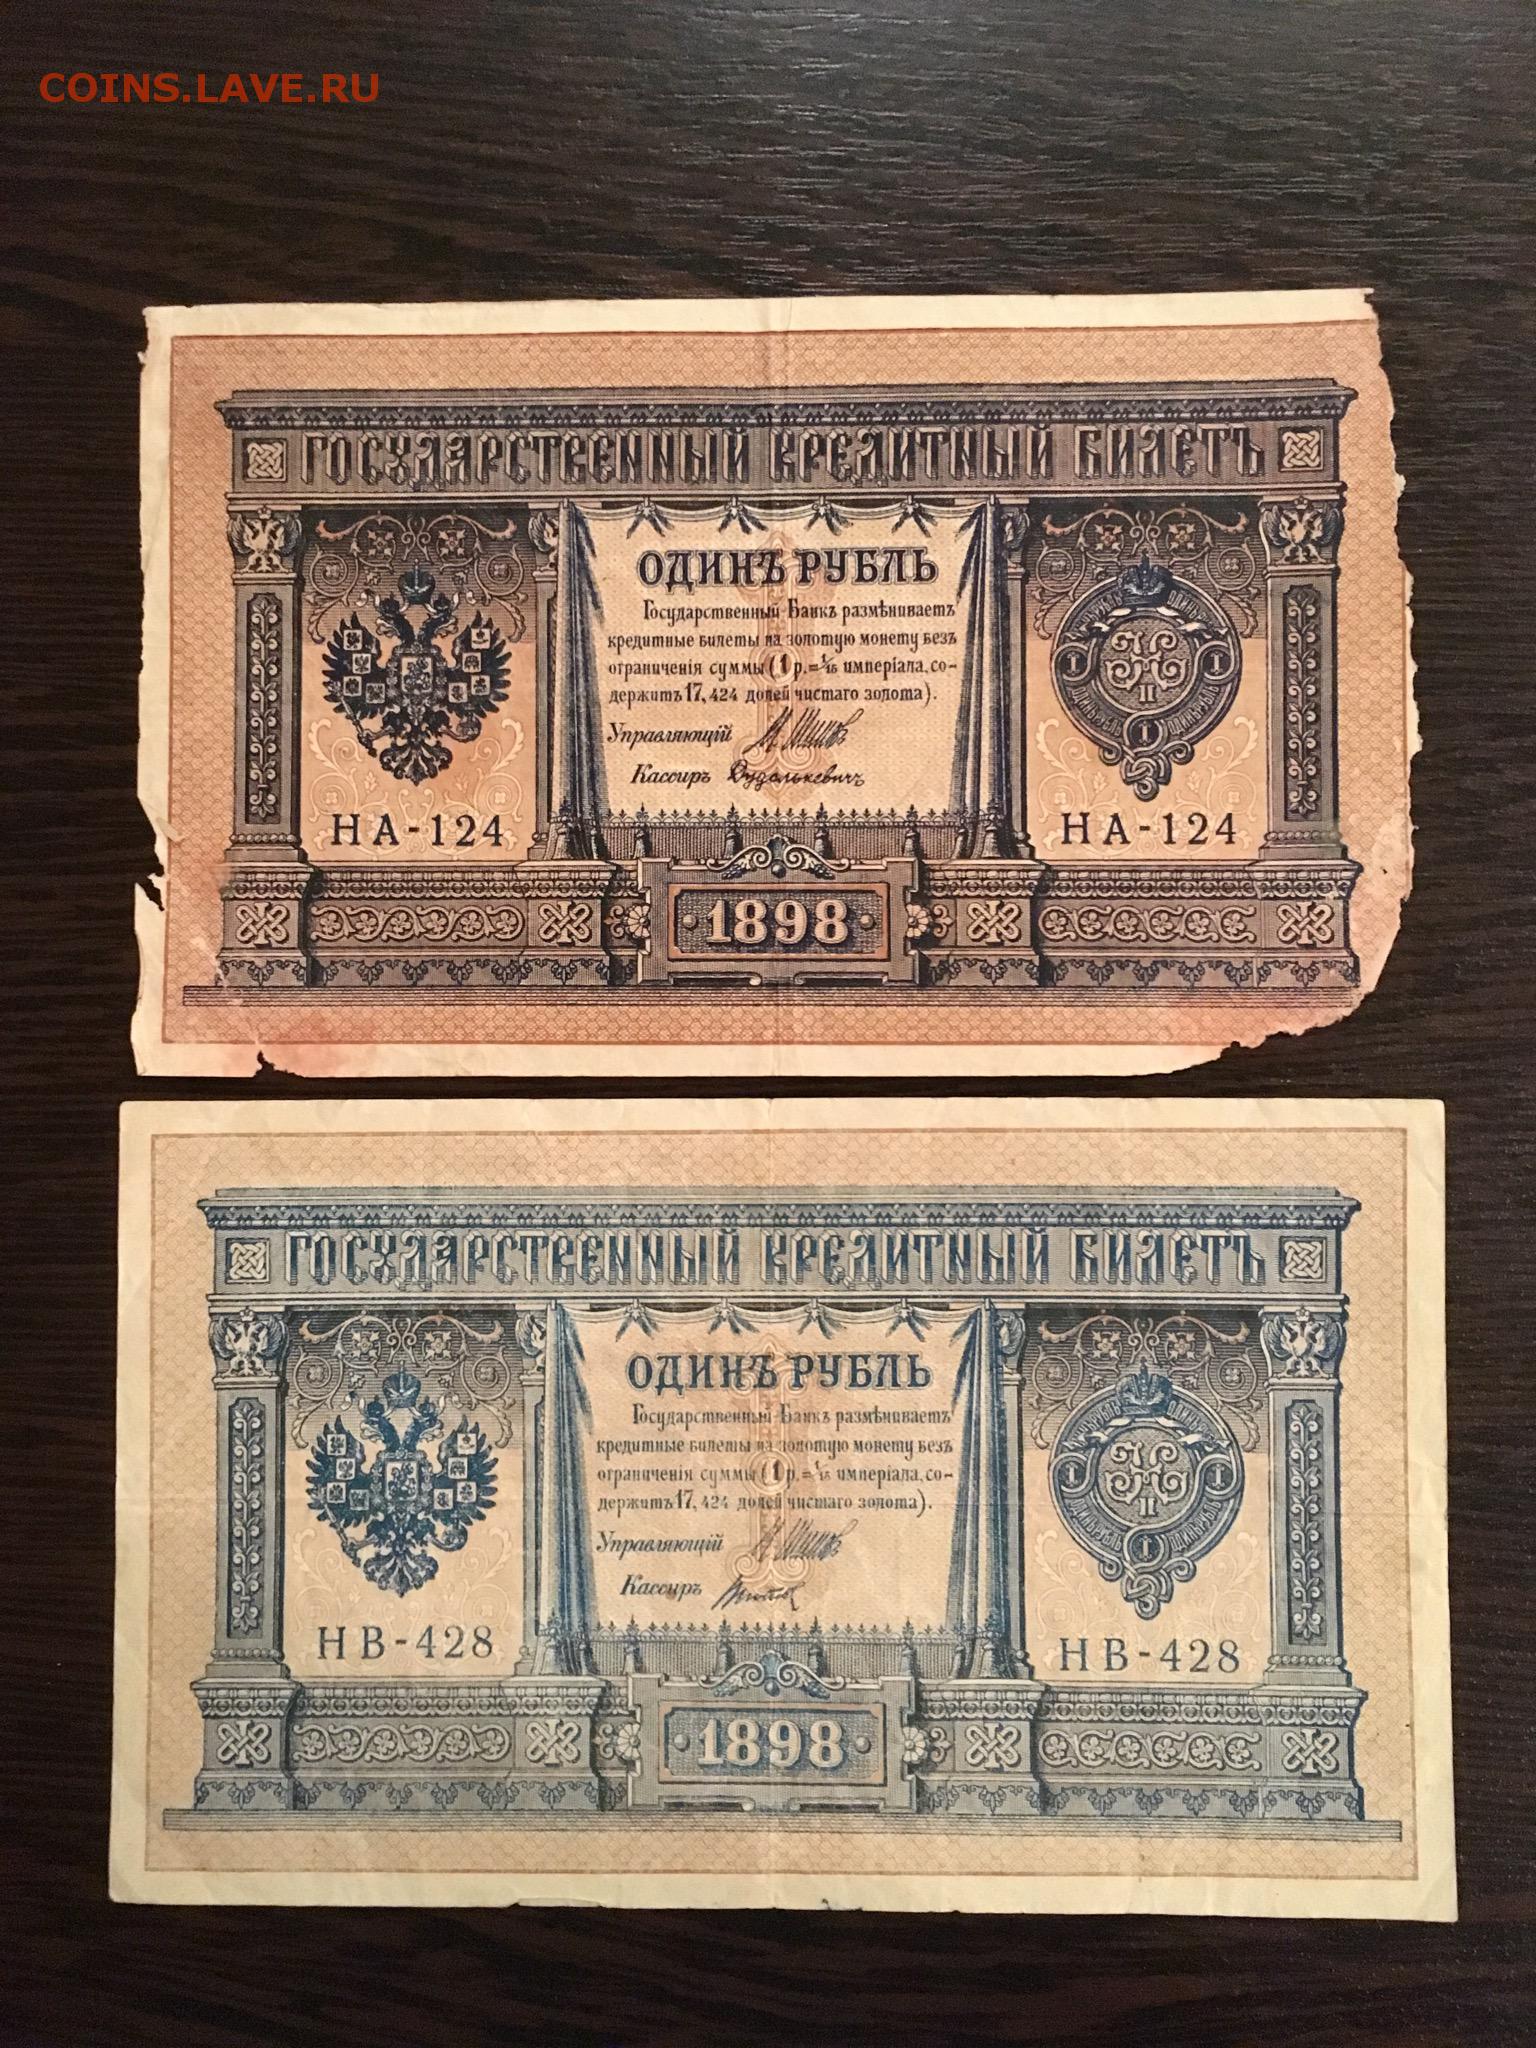 COINS.LAVE.RU
ГОСУДАРСТВЕННЫЙ КРЕДИТНЫЙ БИЛЕТЪ
ОДИНЪ РУБЛЬ
Государственный Банкъ размѣниваетъ
кредитные билеты на золотую монету безъ
ограниченія суммы (1 р.=1/15 имперіала, со-
держитъ 17,424 долей чистаго золота).
Управляющій И. Шипов
Кассиръ Дудолькевичъ
НА-124 НА-124
1898
ГОСУДАРСТВЕННЫЙ КРЕДИТНЫЙ БИЛЕТЪ
ОДИНЪ РУБЛЬ
Государственный Банкъ размѣниваетъ
кредитные билеты на золотую монету безъ
ограниченія суммы (1 р.=1/15 имперіала, со-
держитъ 17,424 долей чистаго золота).
Управляющій И. Шипов
Кассиръ
НВ-428 НВ-428
1898